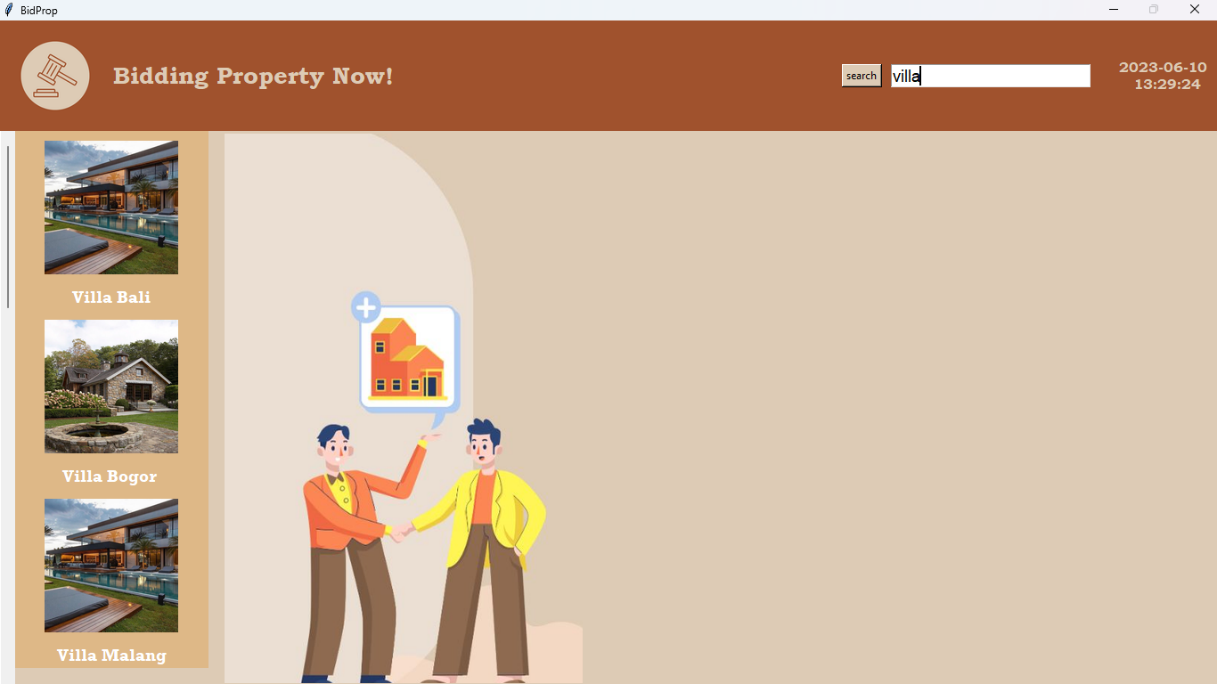 BidProp
Bidding Property Now!
search
villa
2023-06-10
13:29:24
Villa Bali
Villa Bogor
Villa Malang